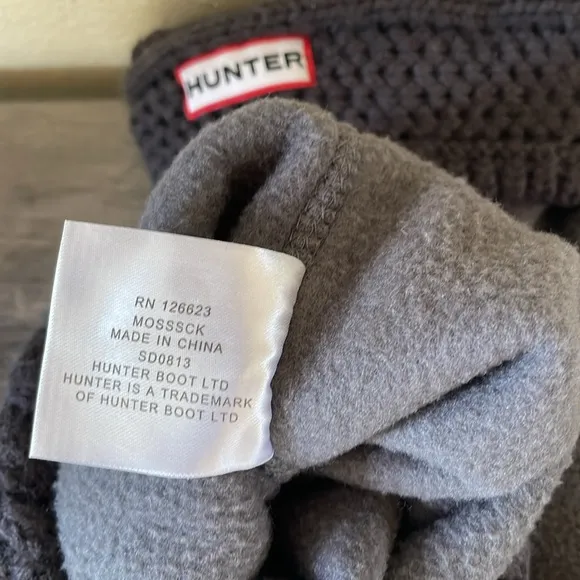 HUNTER
RN 126623
MOSSSCK
MADE IN CHINA
SD0813
HUNTER BOOT LTD
HUNTER IS A TRADEMARK
OF HUNTER BOOT LTD